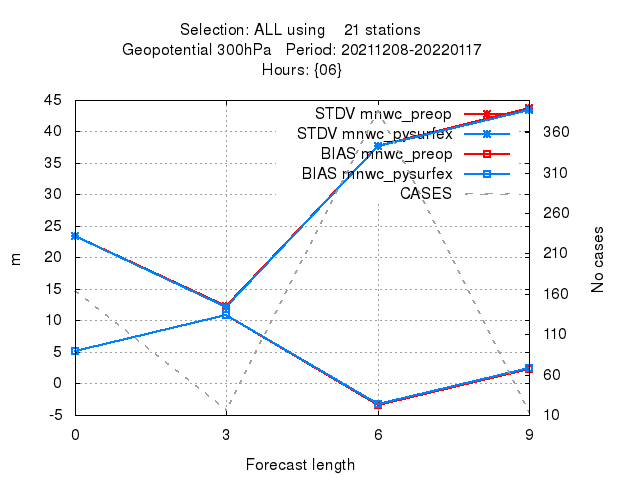 Selection: ALL using    21 stations
Geopotential 300hPa   Period: 20211208-20220117
Hours: {06}
STDV mnwc_preop
STDV mnwc_pysurfex
BIAS mnwc_preop
BIAS mnwc_pysurfex
CASES
45
40
35
30
25
20
15
10
5
0
-5
m
360
310
260
210
160
110
60
10
No cases
0 3 6 9
Forecast length